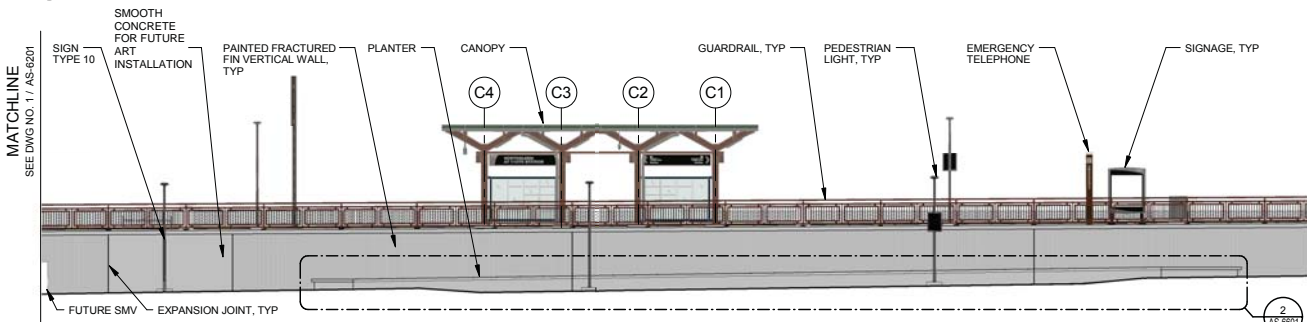 MATCHLINE
SEE DWG NO. 1 / AS-6201
SIGN
TYPE 10
SMOOTH
CONCRETE
FOR FUTURE
ART
INSTALLATION
PAINTED FRACTURED
FIN VERTICAL WALL,
TYP
PLANTER
CANOPY
GUARDRAIL, TYP
PEDESTRIAN
LIGHT, TYP
EMERGENCY
TELEPHONE
SIGNAGE, TYP
C4
C3
C2
C1
FUTURE SMV
EXPANSION JOINT, TYP
2
AS-6601